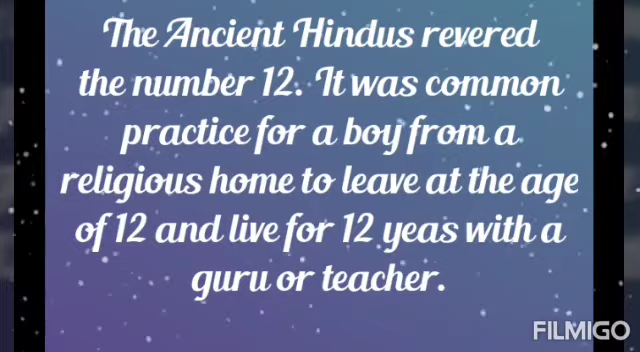 The Ancient Hindus revered
the number 12. It was common
practice for a boy from a
religious home to leave at the age
of 12 and live for 12 yeas with a
guru or teacher.
FILMIGO